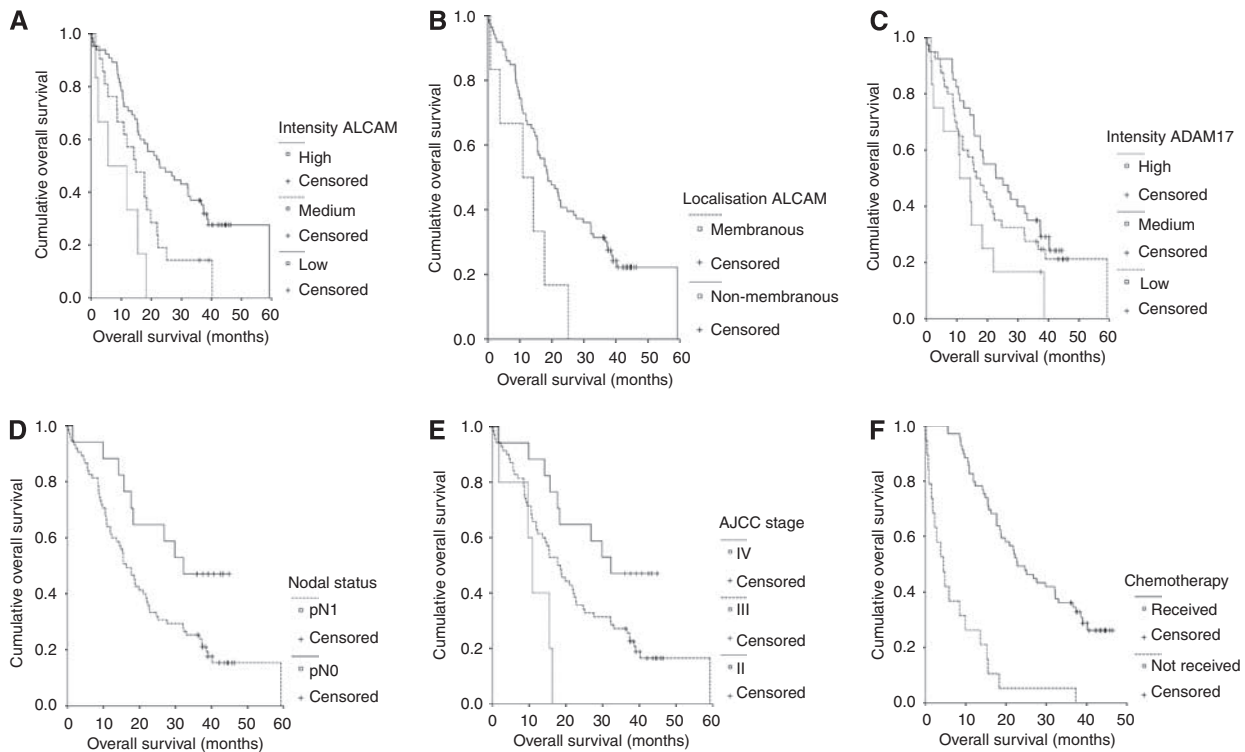 A
Cumulative overall survival
1.0
0.8
0.6
0.4
0.2
0.0
0 10 20 30 40 50 60
Overall survival (months)
Intensity ALCAM
High
Censored
Medium
Censored
Low
Censored
B
Cumulative overall survival
1.0
0.8
0.6
0.4
0.2
0.0
0 10 20 30 40 50 60
Overall survival (months)
Localisation ALCAM
Membranous
Censored
Non-membranous
Censored
C
Cumulative overall survival
1.0
0.8
0.6
0.4
0.2
0.0
0 10 20 30 40 50 60
Overall survival (months)
Intensity ADAM17
High
Censored
Medium
Censored
Low
Censored
D
Cumulative overall survival
1.0
0.8
0.6
0.4
0.2
0.0
0 10 20 30 40 50 60
Overall survival (months)
Nodal status
pN1
Censored
pN0
Censored
E
Cumulative overall survival
1.0
0.8
0.6
0.4
0.2
0.0
0 10 20 30 40 50 60
Overall survival (months)
AJCC stage
IV
Censored
III
Censored
II
Censored
F
Cumulative overall survival
1.0
0.8
0.6
0.4
0.2
0.0
0 10 20 30 40 50
Overall survival (months)
Chemotherapy
Received
Censored
Not received
Censored